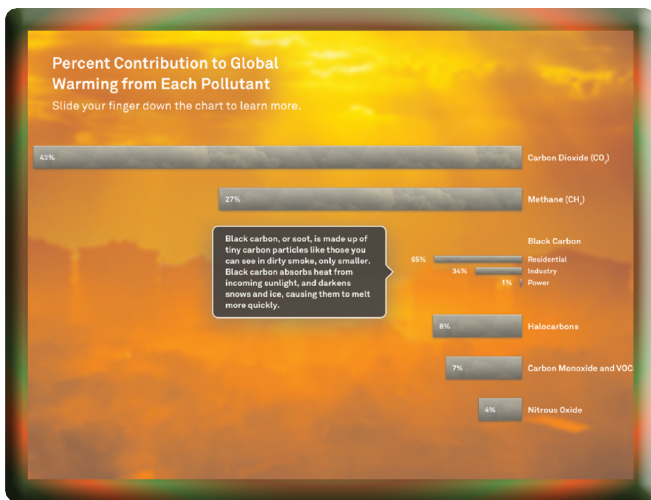 Percent Contribution to Global
Warming from Each Pollutant
Slide your finger down the chart to learn more.
43% Carbon Dioxide (CO2)
27% Methane (CH4)
Black carbon, or soot, is made up of
tiny carbon particles like those you
can see in dirty smoke, only smaller.
Black carbon absorbs heat from
incoming sunlight, and darkens
snows and ice, causing them to melt
more quickly.
Black Carbon
65% Residential
34% Industry
1% Power
8% Halocarbons
7% Carbon Monoxide and VOC
4% Nitrous Oxide